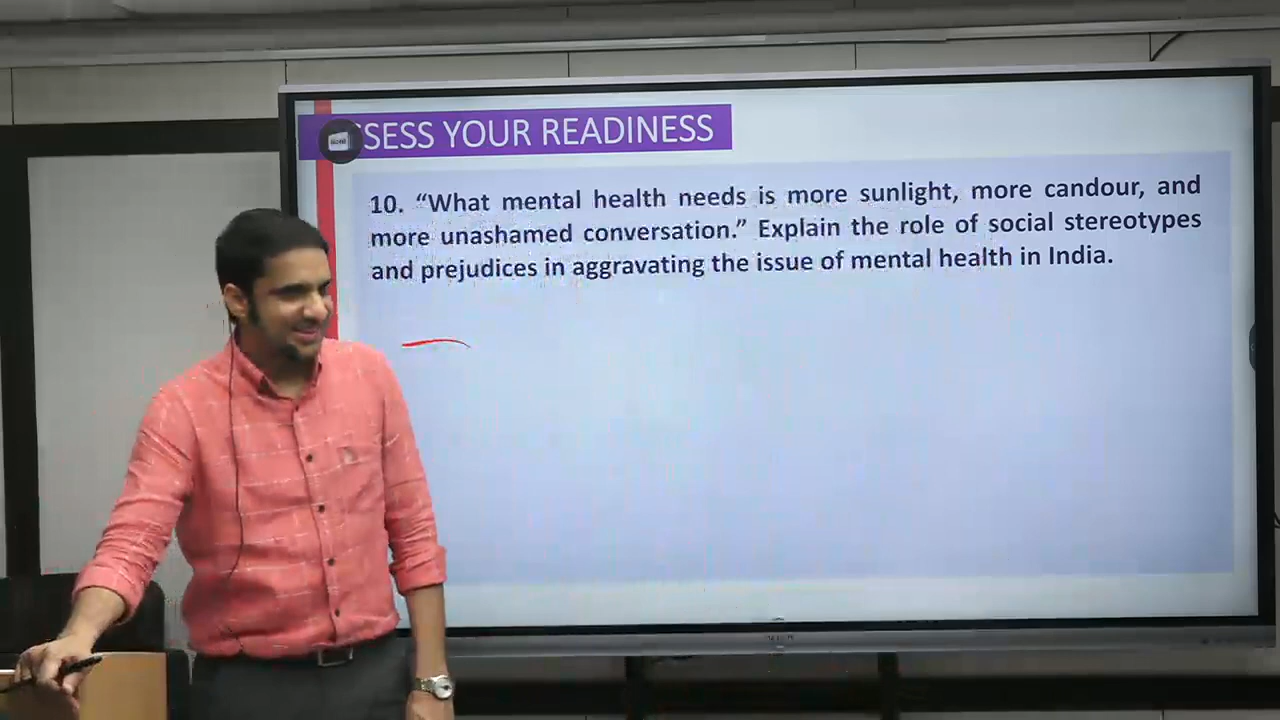 SSESS YOUR READINESS
10. “What mental health needs is more sunlight, more candour, and
more unashamed conversation.” Explain the role of social stereotypes
and prejudices in aggravating the issue of mental health in India.